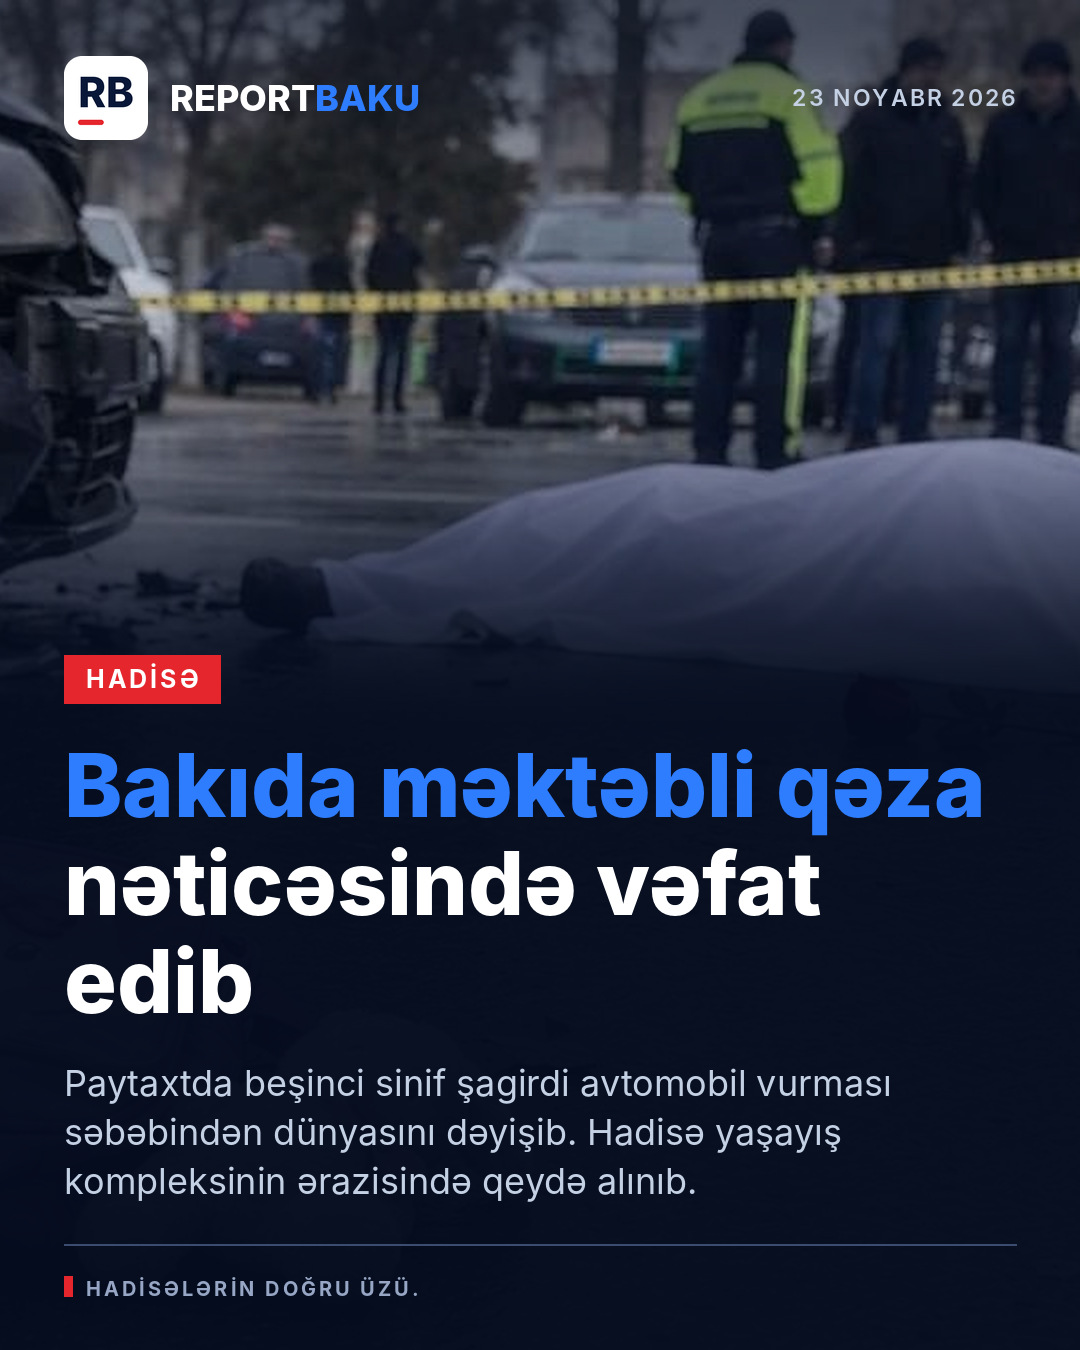 RB
REPORTBAKU
23 NOYABR 2026
HADİSƏ
Bakıda məktəbli qəza
nəticəsində vəfat
edib
Paytaxtda beşinci sinif şagirdi avtomobil vurması
səbəbindən dünyasını dəyişib. Hadisə yaşayış
kompleksinin ərazisində qeydə alınıb.
HADİSƏLƏRİN DOĞRU ÜZÜ.